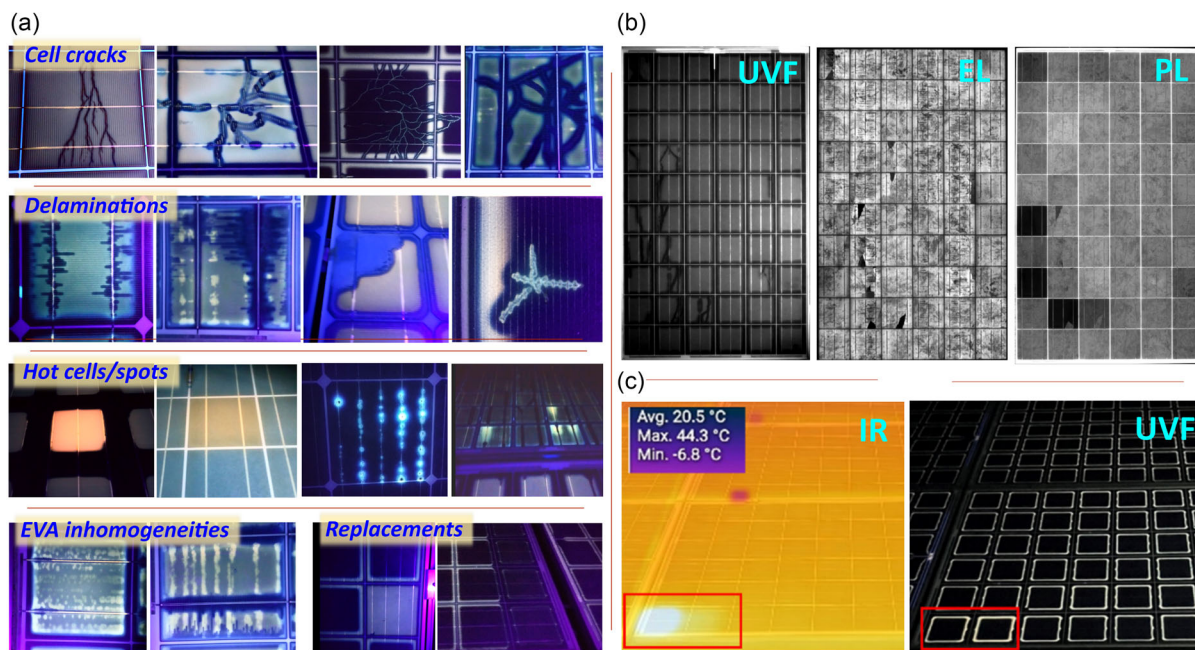 (a)
Cell cracks
Delaminations
Hot cells/spots
EVA inhomogeneities
Replacements
(b)
UVF
EL
PL
(c)
Avg. 20.5 °C
Max. 44.3 °C
Min. -6.8 °C
IR
UVF